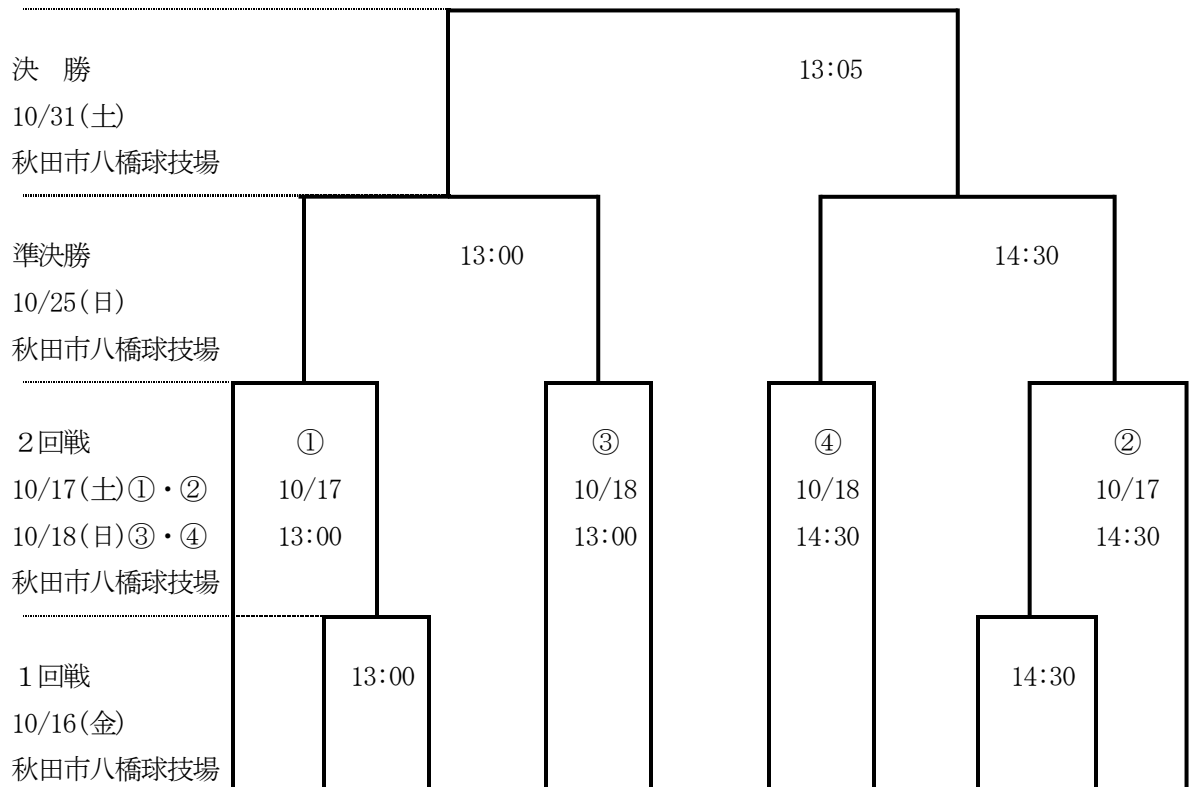 決　勝 13:05
10/31(土)
秋田市八橋球技場
準決勝 13:00 14:30
10/25(日)
秋田市八橋球技場
２回戦 ① ③ ④ ②
10/17(土)①・② 10/17 10/18 10/18 10/17
10/18(日)③・④ 13:00 13:00 14:30 14:30
秋田市八橋球技場
１回戦 13:00 14:30
10/16(金)
秋田市八橋球技場